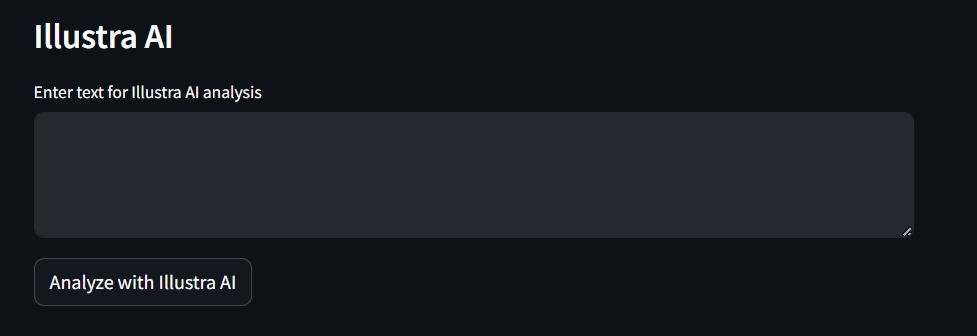 Illustra AI
Enter text for Illustra AI analysis
Analyze with Illustra AI